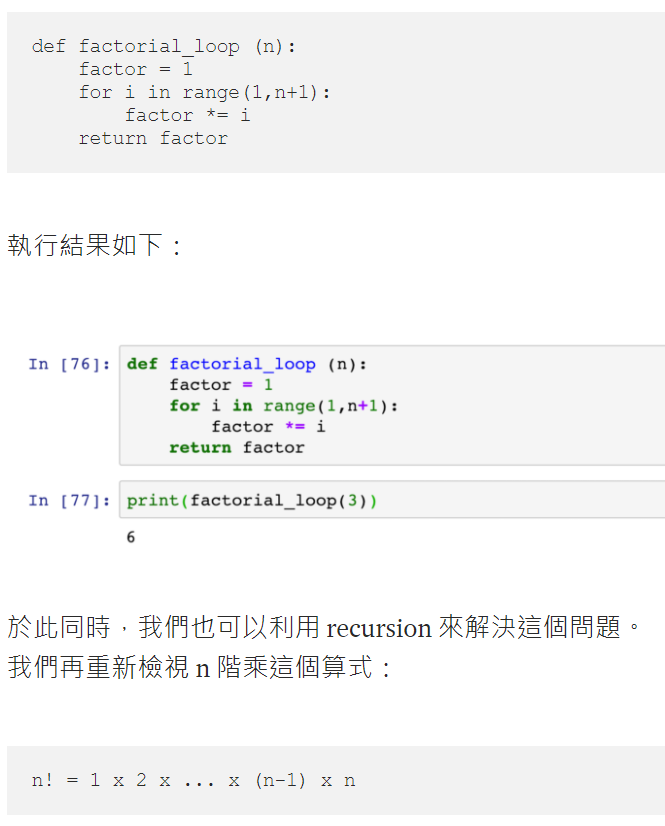 def factorial_loop (n):
    factor = 1
    for i in range(1,n+1):
        factor *= i
    return factor
執行結果如下：
In [76]: def factorial_loop (n):
    factor = 1
    for i in range(1,n+1):
        factor *= i
    return factor
In [77]: print(factorial_loop(3))
6
於此同時，我們也可以利用 recursion 來解決這個問題。
我們再重新檢視 n 階乘這個算式：
n! = 1 x 2 x ... x (n-1) x n